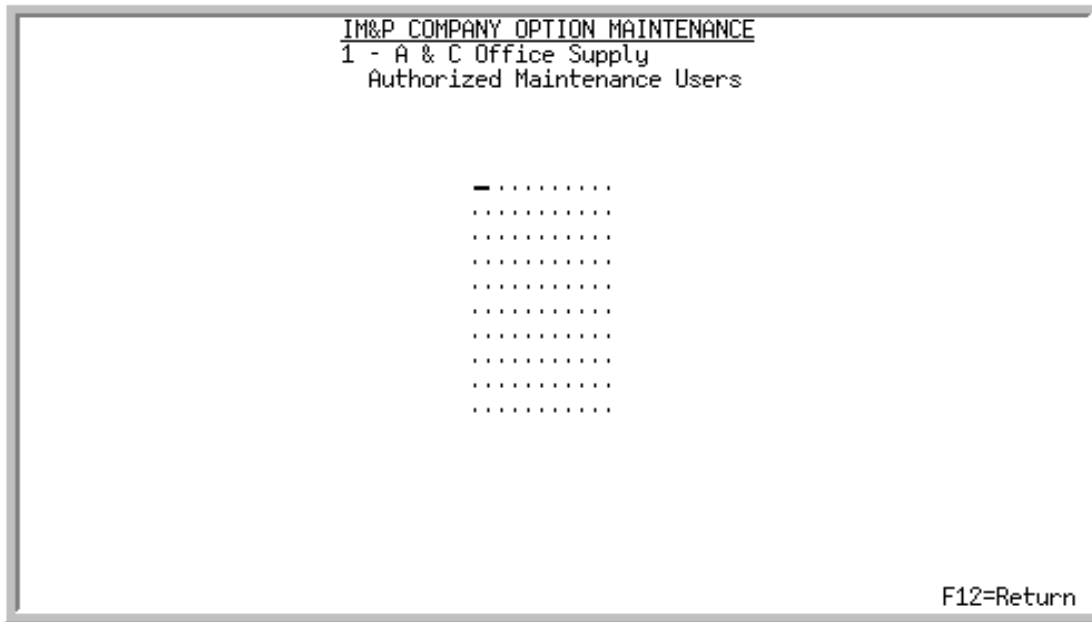 IM&P COMPANY OPTION MAINTENANCE
1 - A & C Office Supply
Authorized Maintenance Users
F12=Return